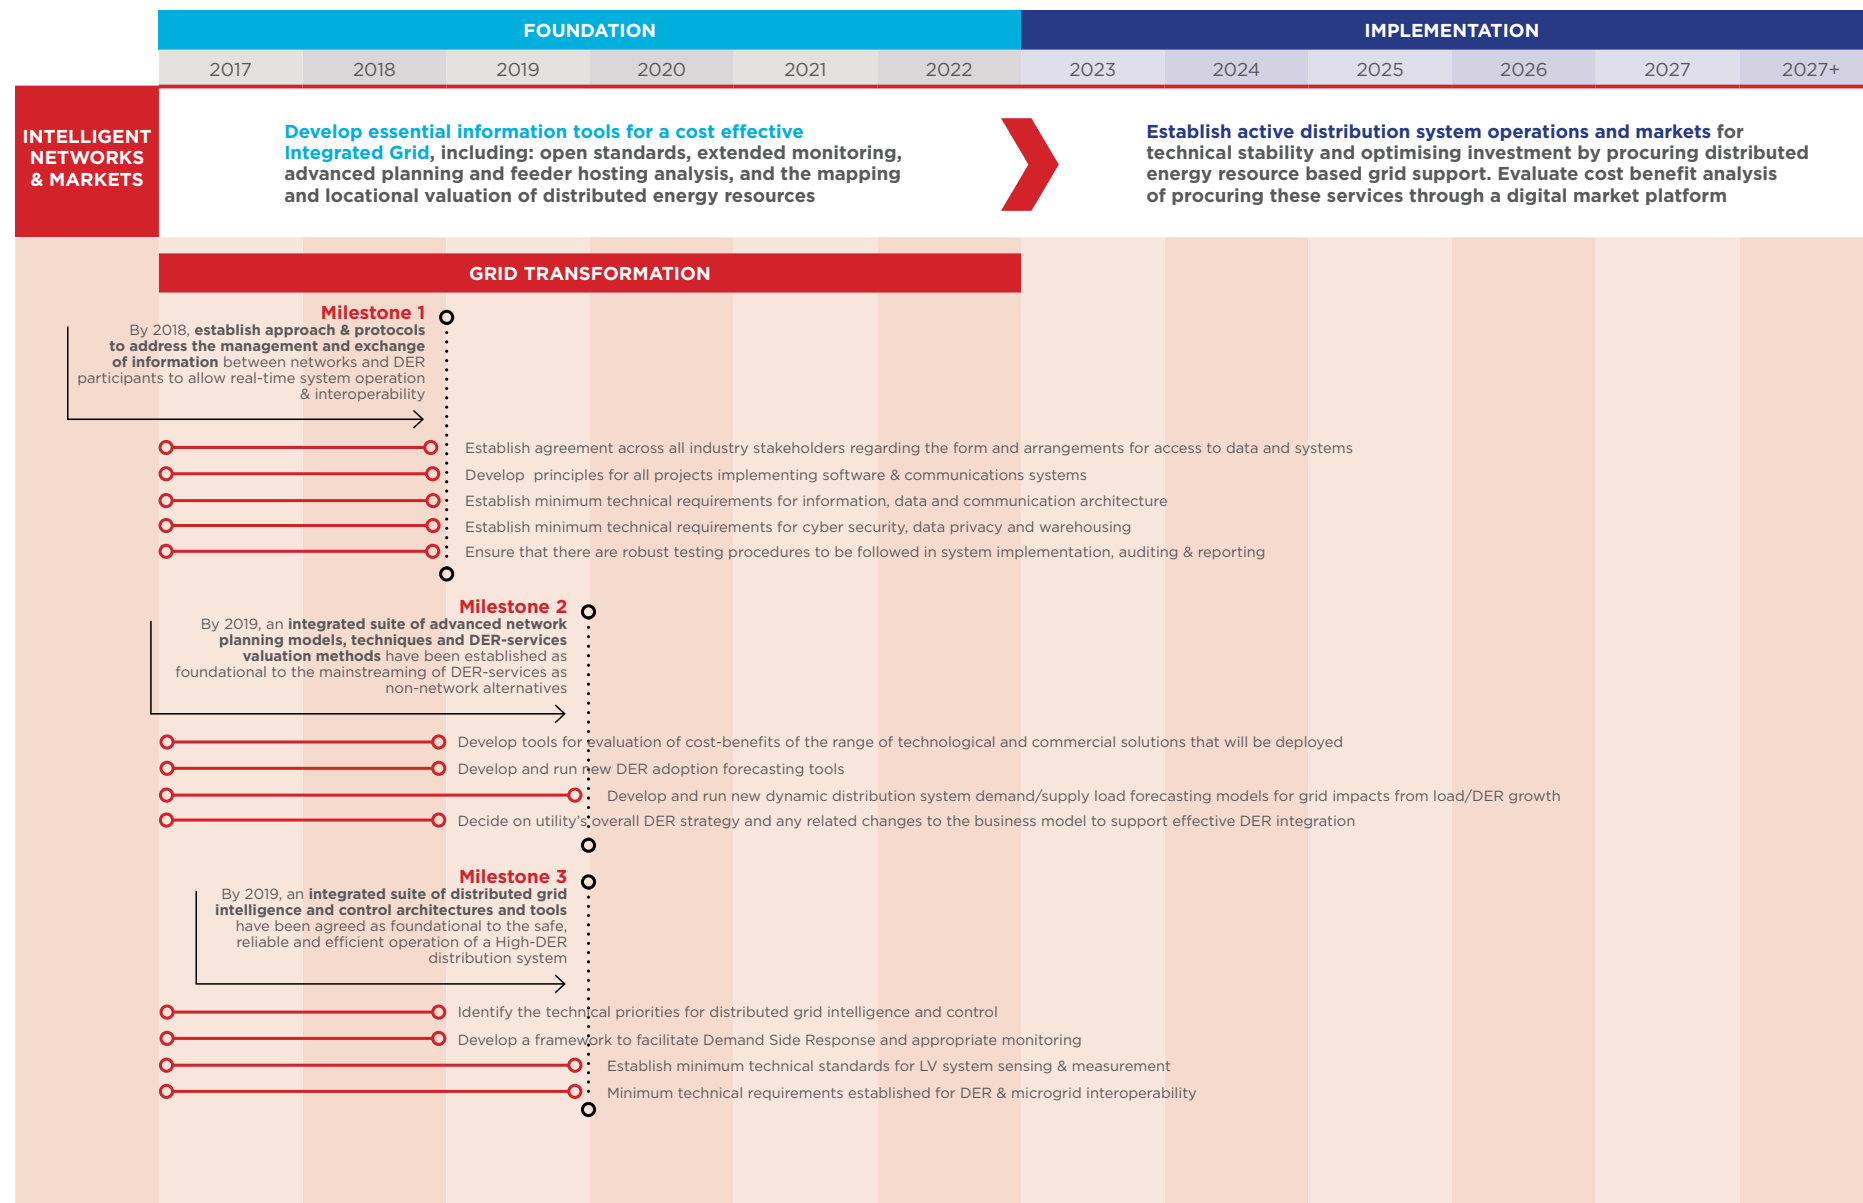 FOUNDATION
IMPLEMENTATION
2017
2018
2019
2020
2021
2022
2023
2024
2025
2026
2027
2027+
INTELLIGENT
NETWORKS
& MARKETS
Develop essential information tools for a cost effective
Integrated Grid, including: open standards, extended monitoring,
advanced planning and feeder hosting analysis, and the mapping
and locational valuation of distributed energy resources
Establish active distribution system operations and markets for
technical stability and optimising investment by procuring distributed
energy resource based grid support. Evaluate cost benefit analysis
of procuring these services through a digital market platform
GRID TRANSFORMATION
Milestone 1
By 2018, establish approach & protocols
to address the management and exchange
of information between networks and DER
participants to allow real-time system operation
& interoperability
Establish agreement across all industry stakeholders regarding the form and arrangements for access to data and systems
Develop principles for all projects implementing software & communications systems
Establish minimum technical requirements for information, data and communication architecture
Establish minimum technical requirements for cyber security, data privacy and warehousing
Ensure that there are robust testing procedures to be followed in system implementation, auditing & reporting
Milestone 2
By 2019, an integrated suite of advanced network
planning models, techniques and DER-services
valuation methods have been established as
foundational to the mainstreaming of DER-services as
non-network alternatives
Develop tools for evaluation of cost-benefits of the range of technological and commercial solutions that will be deployed
Develop and run new DER adoption forecasting tools
Develop and run new dynamic distribution system demand/supply load forecasting models for grid impacts from load/DER growth
Decide on utility's overall DER strategy and any related changes to the business model to support effective DER integration
Milestone 3
By 2019, an integrated suite of distributed grid
intelligence and control architectures and tools
have been agreed as foundational to the safe,
reliable and efficient operation of a High-DER
distribution system
Identify the technical priorities for distributed grid intelligence and control
Develop a framework to facilitate Demand Side Response and appropriate monitoring
Establish minimum technical standards for LV system sensing & measurement
Minimum technical requirements established for DER & microgrid interoperability